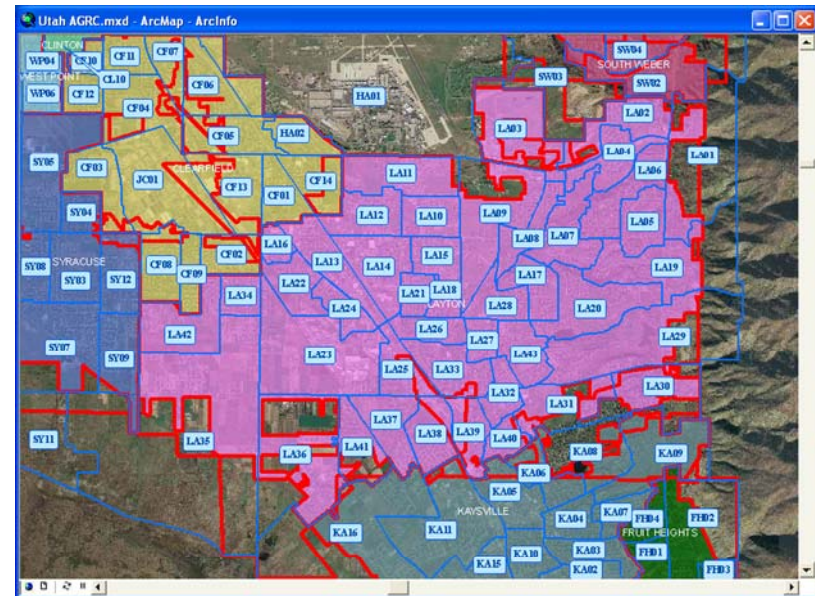 Utah AGRC.mxd - ArcMap - ArcInfo
CLINTON
WP04
CF10
CF11
CF07
SW04
SOUTH WEBER
WEST POINT
CL10
CF06
SW03
SW02
WP06
CF12
HA01
CF04
LA02
CF05
HA02
LA03
SY05
CF03
CLEARFIELD
LA04
LA01
JC01
CF13
CF14
LA11
LA06
CF01
SY04
LA12
LA10
LA09
LA05
LA16
LA08
LA07
CF02
LA15
SYRACUSE
CF08
CF09
LA13
LA14
LA17
LA19
SY08
SY03
SY12
LA22
LA21
LA18
LA34
LAYTON
LA28
LA20
LA24
LA26
LA42
LA27
LA29
SY07
SY09
LA23
LA43
LA25
LA33
LA30
LA32
LA31
LA37
LA38
LA39
LA40
SY11
LA35
LA41
LA36
KA08
KA09
KA06
KA05
KAYSVILLE
KA07
FH04
FH02
KA16
KA11
KA04
FRUIT HEIGHTS
KA10
KA03
FH01
KA15
KA02
FH03